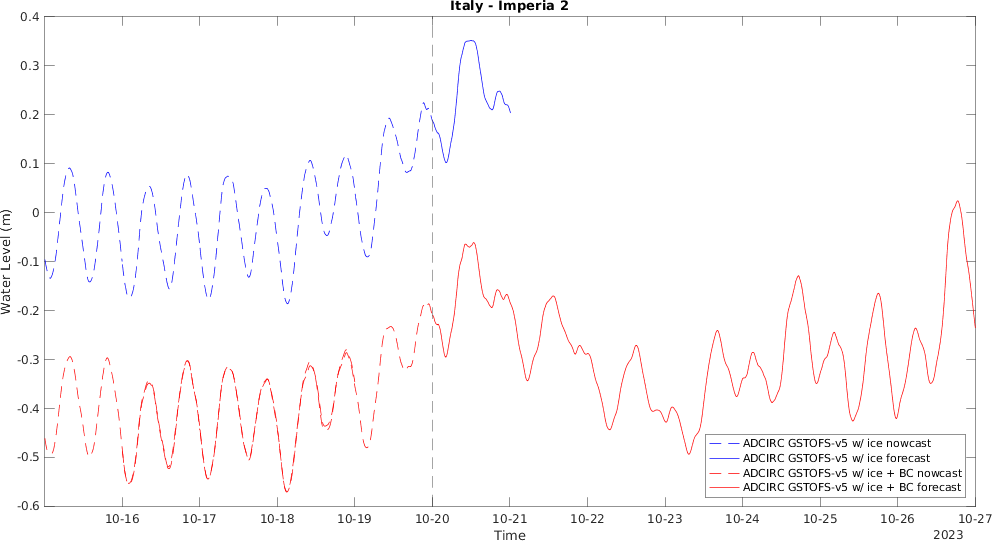 Italy - Imperia 2
Water Level (m)
0.4
0.3
0.2
0.1
0
-0.1
-0.2
-0.3
-0.4
-0.5
-0.6
ADCIRC GSTOFS-v5 w/ ice nowcast
ADCIRC GSTOFS-v5 w/ ice forecast
ADCIRC GSTOFS-v5 w/ ice + BC nowcast
ADCIRC GSTOFS-v5 w/ ice + BC forecast
10-16 10-17 10-18 10-19 10-20 10-21 10-22 10-23 10-24 10-25 10-26 10-27
Time
2023